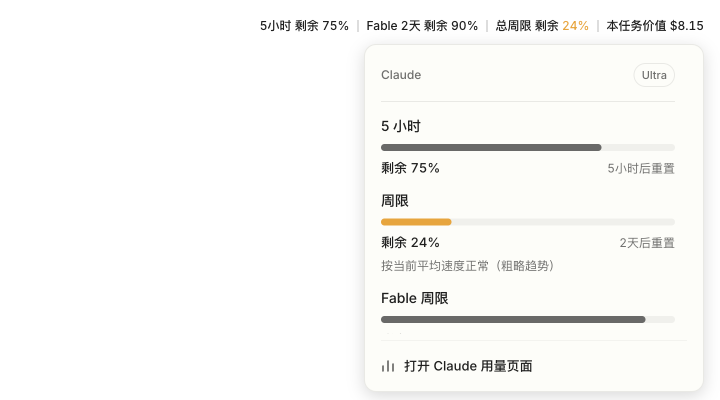 5小时 剩余 75% | Fable 2天 剩余 90% | 总周限 剩余 24% | 本任务价值 $8.15
Claude Ultra
5 小时
剩余 75% 5小时后重置
周限
剩余 24% 2天后重置
按当前平均速度正常（粗略趋势）
Fable 周限
打开 Claude 用量页面